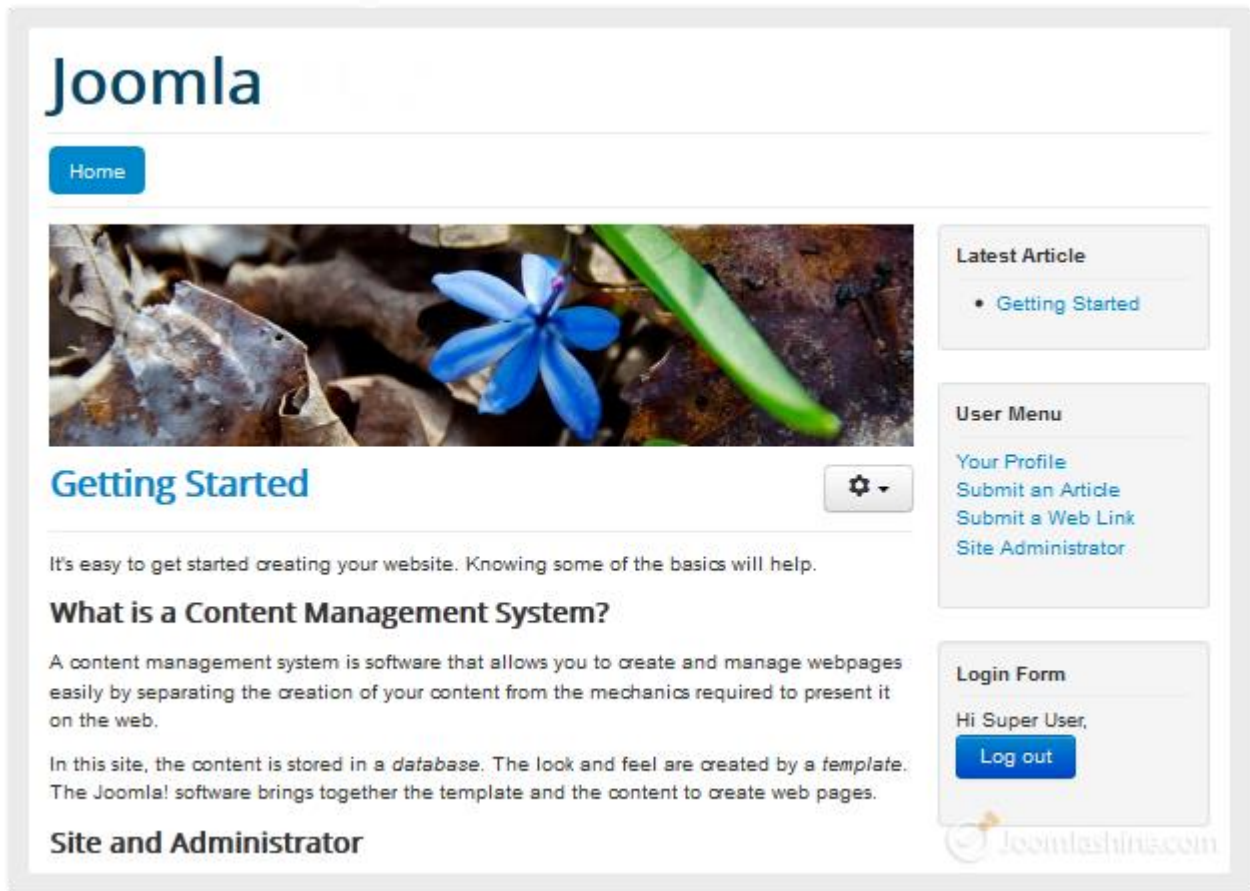 Joomla
Home
Getting Started
It's easy to get started creating your website. Knowing some of the basics will help.
What is a Content Management System?
A content management system is software that allows you to create and manage webpages
easily by separating the creation of your content from the mechanics required to present it
on the web.
In this site, the content is stored in a database. The look and feel are created by a template.
The Joomla! software brings together the template and the content to create web pages.
Site and Administrator
Latest Article
• Getting Started
User Menu
Your Profile
Submit an Article
Submit a Web Link
Site Administrator
Login Form
Hi Super User,
Log out
Joomlashine.com